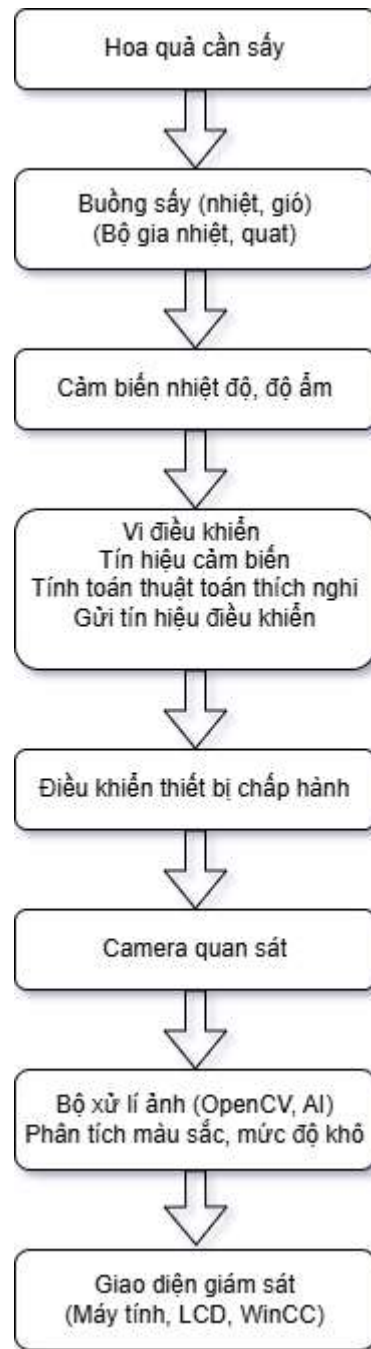 Hoa quả cần sấy
Buồng sấy (nhiệt, gió)
(Bộ gia nhiệt, quat)
Cảm biến nhiệt độ, độ ẩm
Vi điều khiển
Tín hiệu cảm biến
Tính toán thuật toán thích nghi
Gửi tín hiệu điều khiển
Điều khiển thiết bị chấp hành
Camera quan sát
Bộ xử lí ảnh (OpenCV, AI)
Phân tích màu sắc, mức độ khô
Giao diện giám sát
(Máy tính, LCD, WinCC)